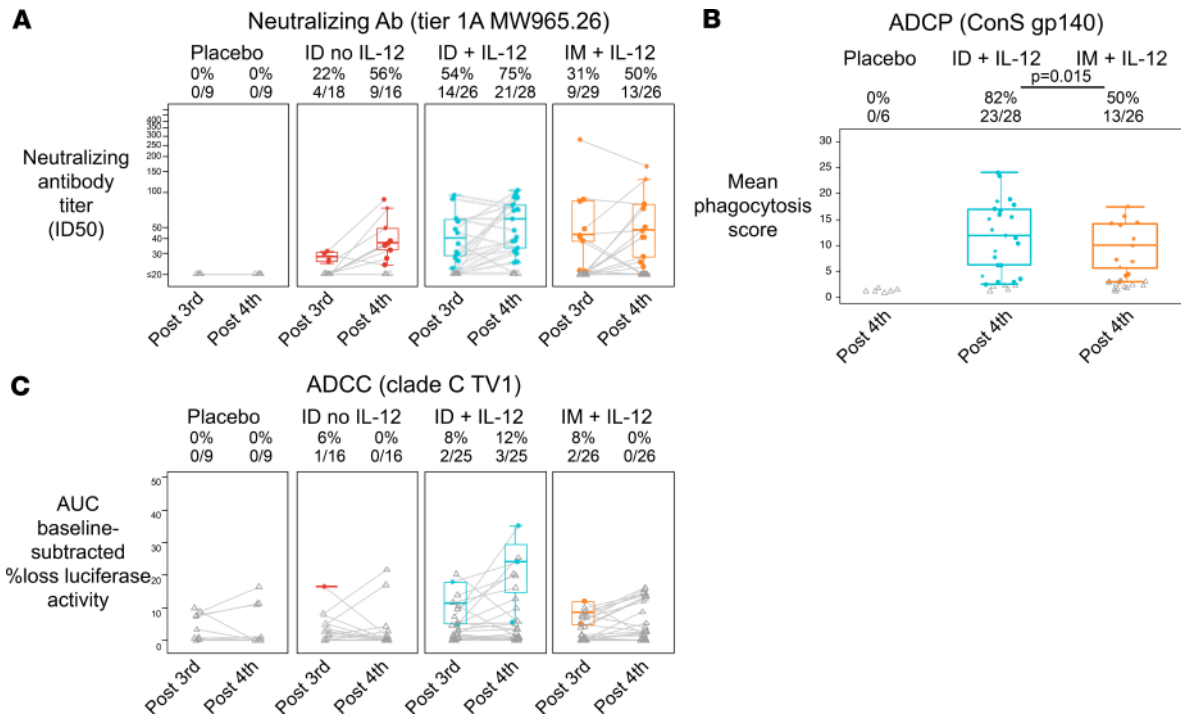 A
Neutralizing Ab (tier 1A MW965.26)
Placebo
ID no IL-12
ID + IL-12
IM + IL-12
0% 0% 22% 56% 54% 75% 31% 50%
0/9 0/9 4/18 9/16 14/26 21/28 9/29 13/26
Neutralizing
antibody
titer
(ID50)
400
350
300
250
200
150
100
50
40
30
≤20
Post 3rd Post 4th Post 3rd Post 4th Post 3rd Post 4th Post 3rd Post 4th
B
ADCP (ConS gp140)
Placebo ID + IL-12 IM + IL-12
p=0.015
0% 82% 50%
0/6 23/28 13/26
Mean
phagocytosis
score
30
25
20
15
10
5
0
Post 4th Post 4th Post 4th
C
ADCC (clade C TV1)
Placebo ID no IL-12 ID + IL-12 IM + IL-12
0% 0% 6% 0% 8% 12% 8% 0%
0/9 0/9 1/16 0/16 2/25 3/25 2/26 0/26
AUC
baseline-
subtracted
%loss luciferase
activity
50
40
30
20
10
0
Post 3rd Post 4th Post 3rd Post 4th Post 3rd Post 4th Post 3rd Post 4th